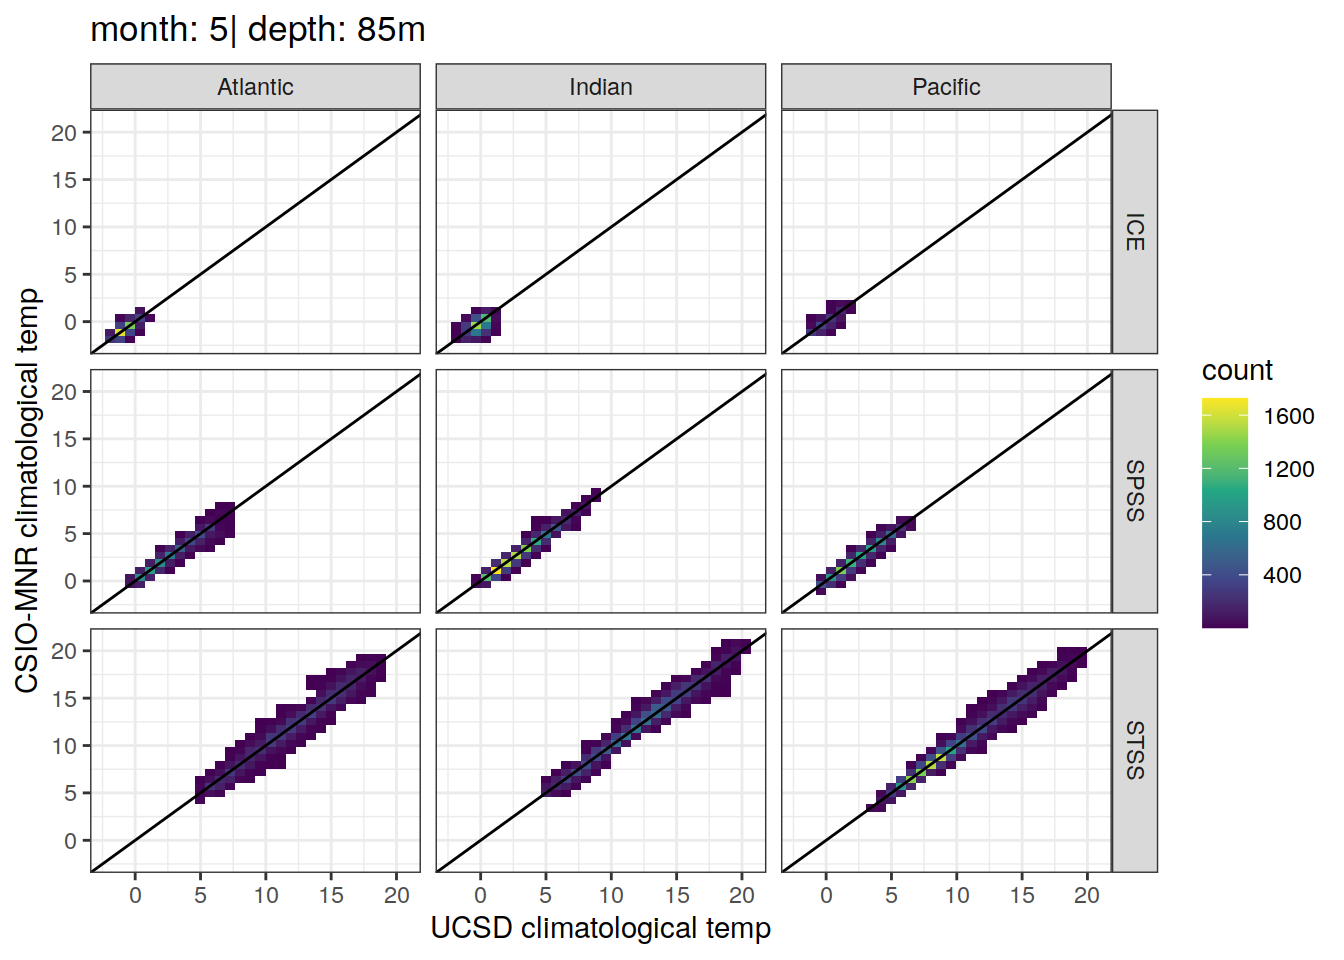 month: 5| depth: 85m
Atlantic
Indian
Pacific
20
15
10
5
0
ICE
20
15
10
5
0
SPSS
20
15
10
5
0
STSS
0 5 10 15 20
0 5 10 15 20
0 5 10 15 20
UCSD climatological temp
CSIO-MNR climatological temp
count
1600
1200
800
400